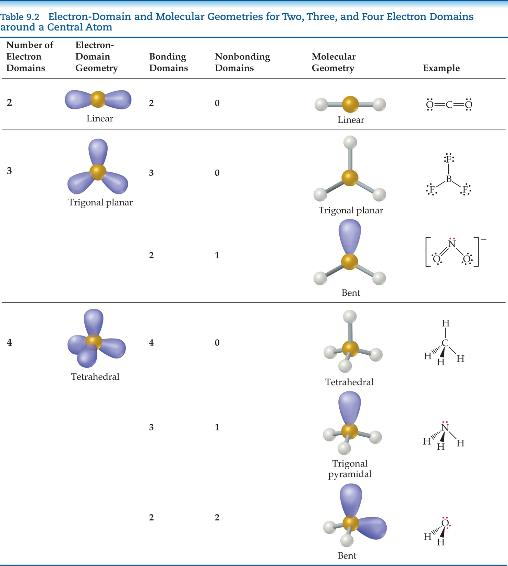 Table 9.2 Electron-Domain and Molecular Geometries for Two, Three, and Four Electron Domains
around a Central Atom
Number of Electron Domains
Electron-Domain Geometry
Bonding Domains
Nonbonding Domains
Molecular Geometry
Example
2
2
0
Linear
Linear
O=C=O
3
3
0
Trigonal planar
Trigonal planar
F
B
F F
2
1
Bent
N
O O
−
4
4
0
Tetrahedral
Tetrahedral
H
C
H H H
3
1
Trigonal
pyramidal
N
H H H
2
2
Bent
O
H
H